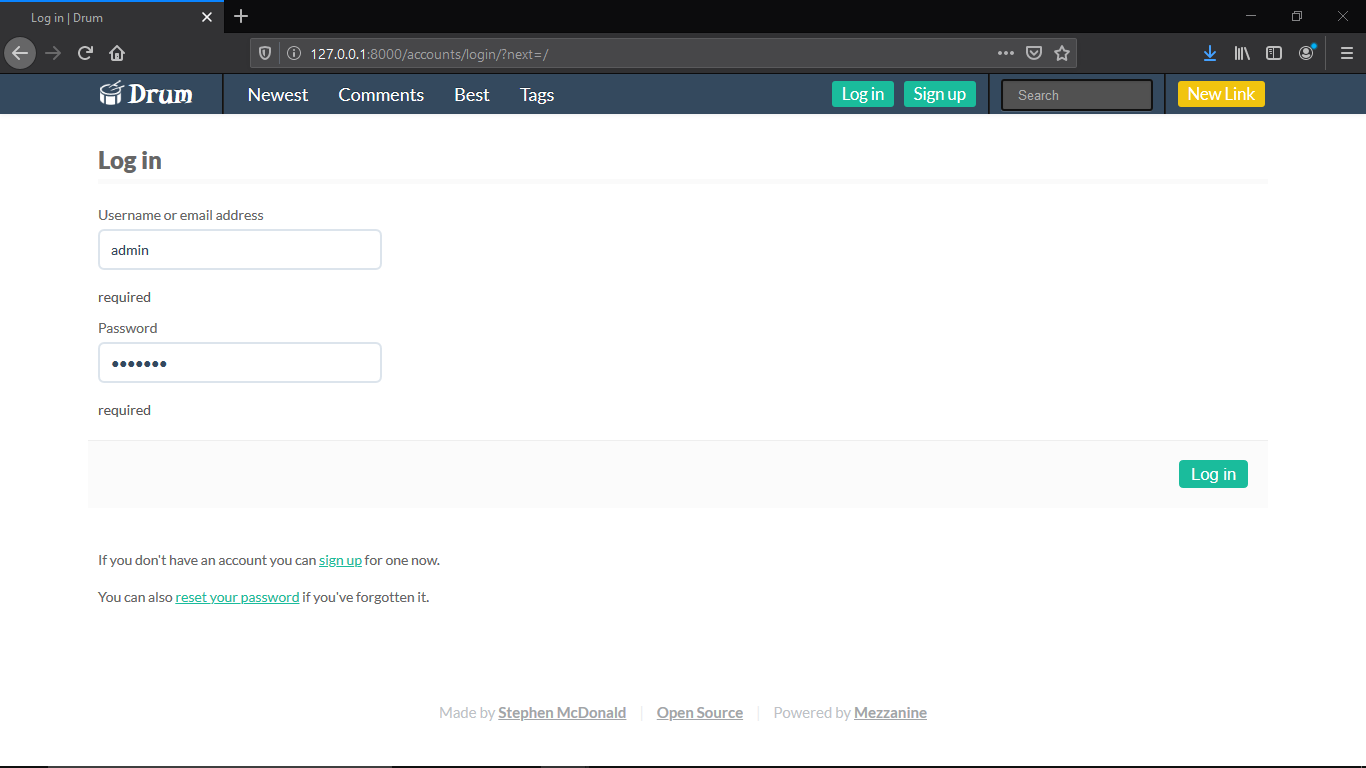 Log in | Drum
127.0.0.1:8000/accounts/login/?next=/
Drum Newest Comments Best Tags Log in Sign up Search New Link
Log in
Username or email address
admin
required
Password
•••••••
required
Log in
If you don't have an account you can sign up for one now.
You can also reset your password if you've forgotten it.
Made by Stephen McDonald | Open Source | Powered by Mezzanine